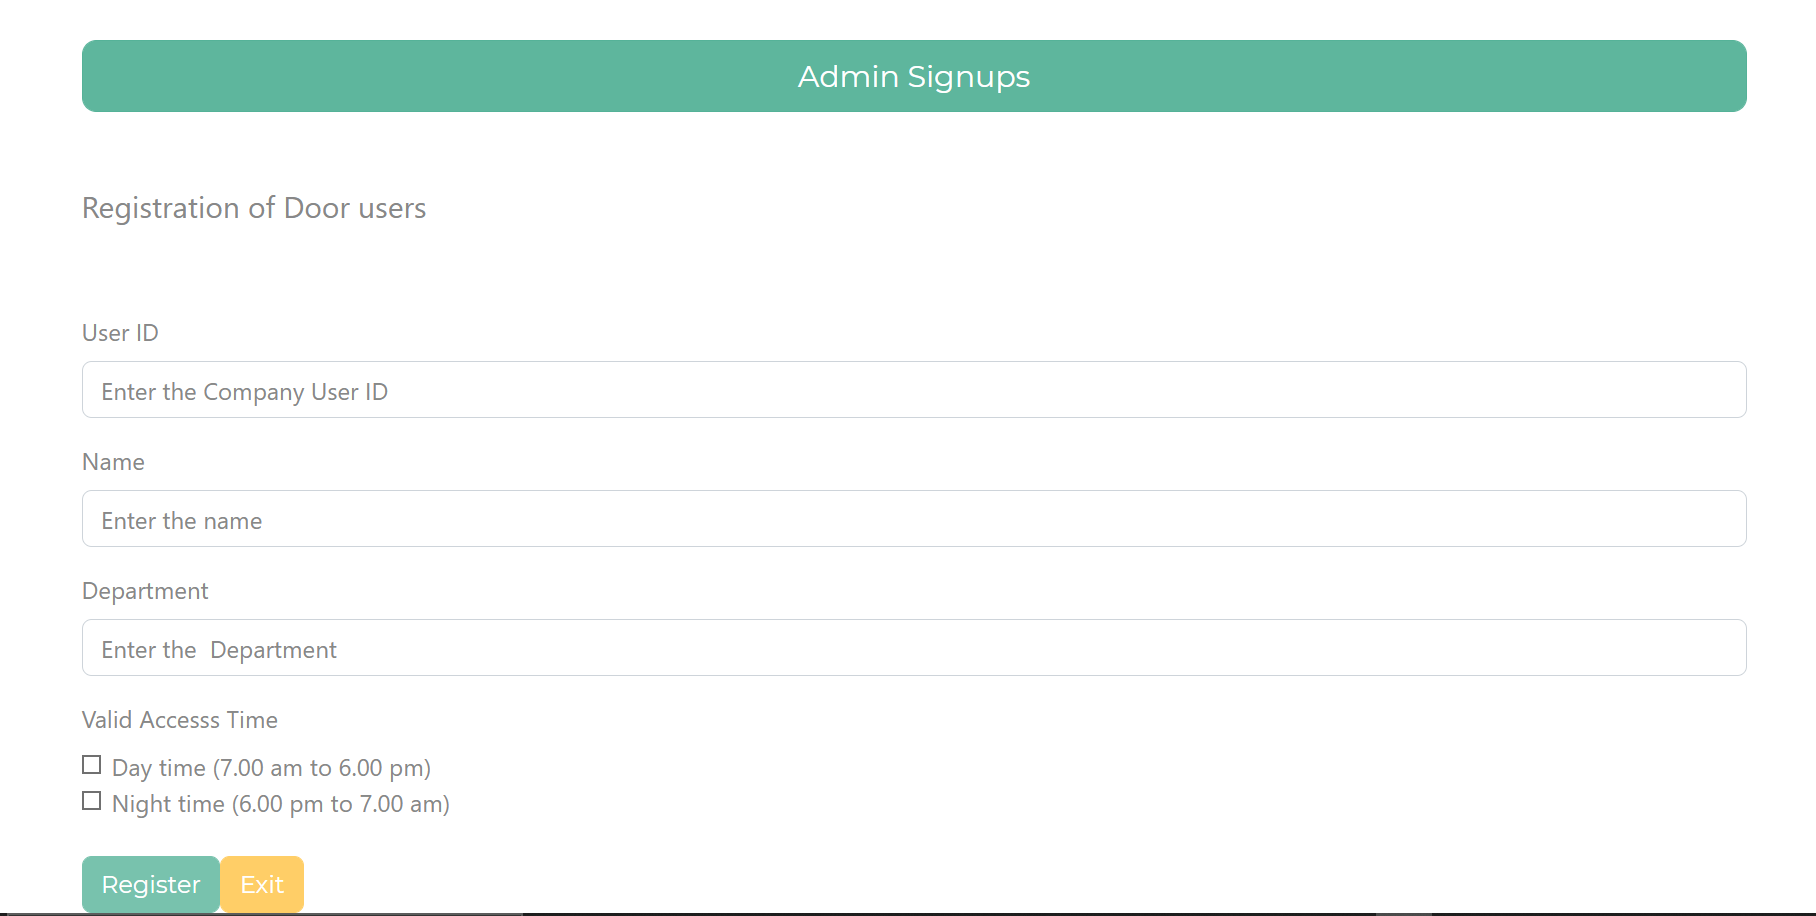 Admin Signups
Registration of Door users
User ID
Enter the Company User ID
Name
Enter the name
Department
Enter the  Department
Valid Accesss Time
Day time (7.00 am to 6.00 pm)
Night time (6.00 pm to 7.00 am)
Register Exit